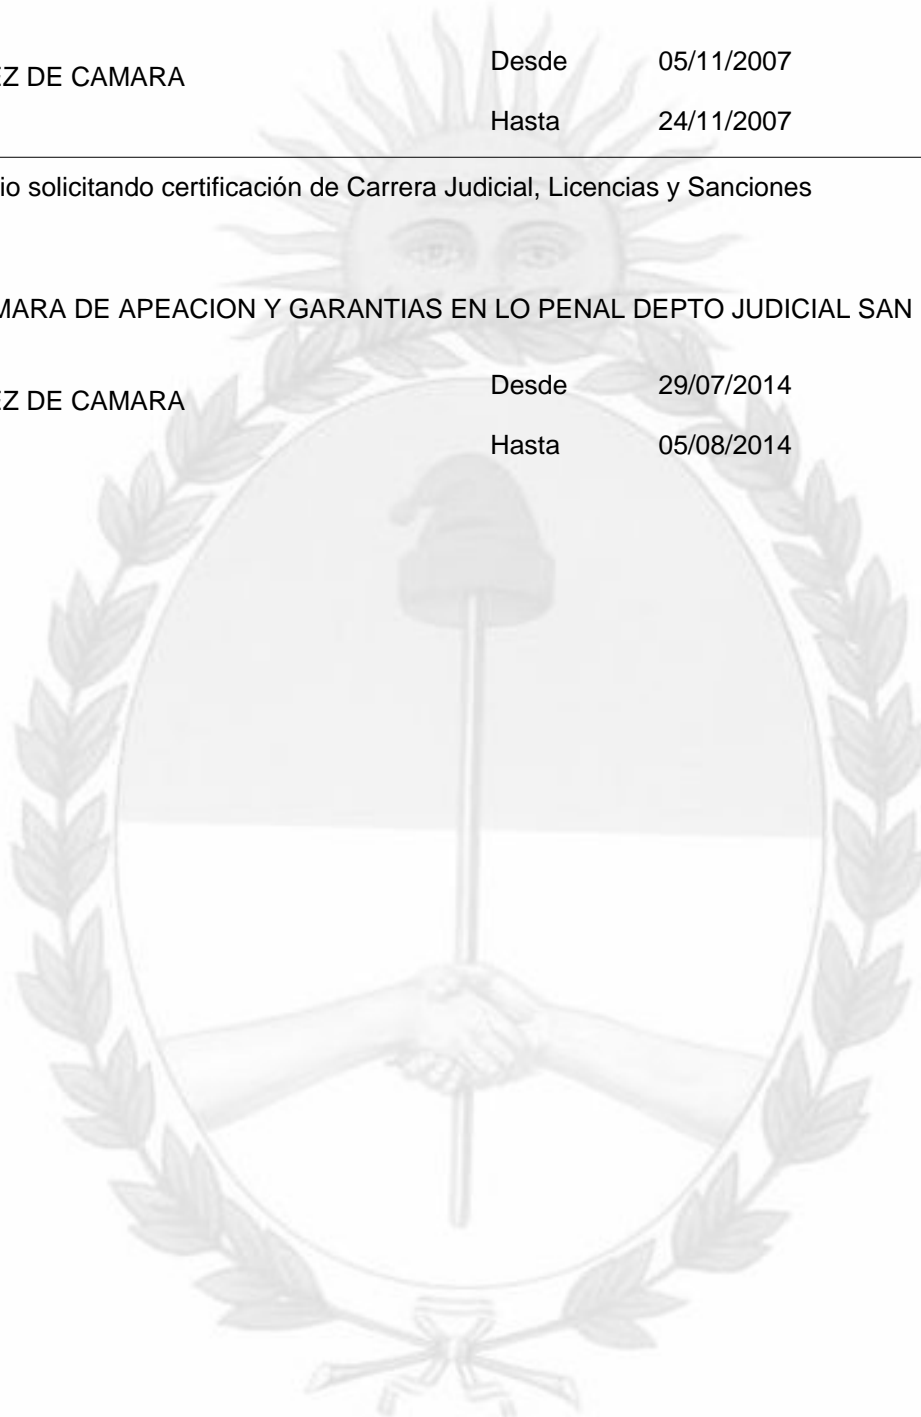 Desde 05/11/2007
EZ DE CAMARA
Hasta 24/11/2007
io solicitando certificación de Carrera Judicial, Licencias y Sanciones
MARA DE APEACION Y GARANTIAS EN LO PENAL DEPTO JUDICIAL SAN
Desde 29/07/2014
EZ DE CAMARA
Hasta 05/08/2014